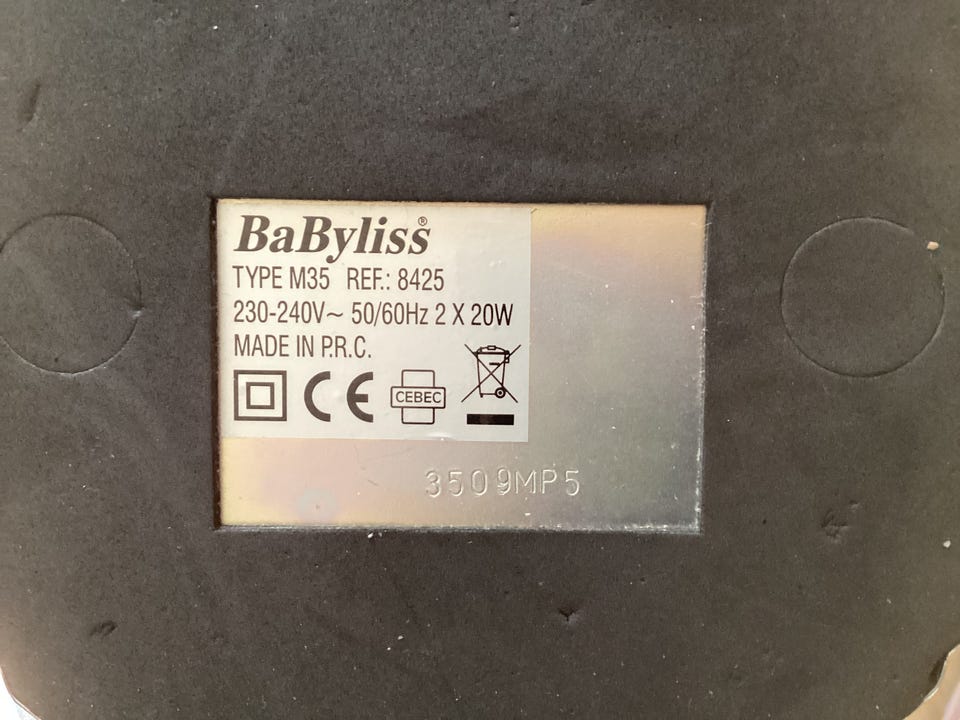 BaByliss®
TYPE M35 REF.: 8425
230-240V~ 50/60Hz 2 X 20W
MADE IN P.R.C.
CE CEBEC
3509MP5